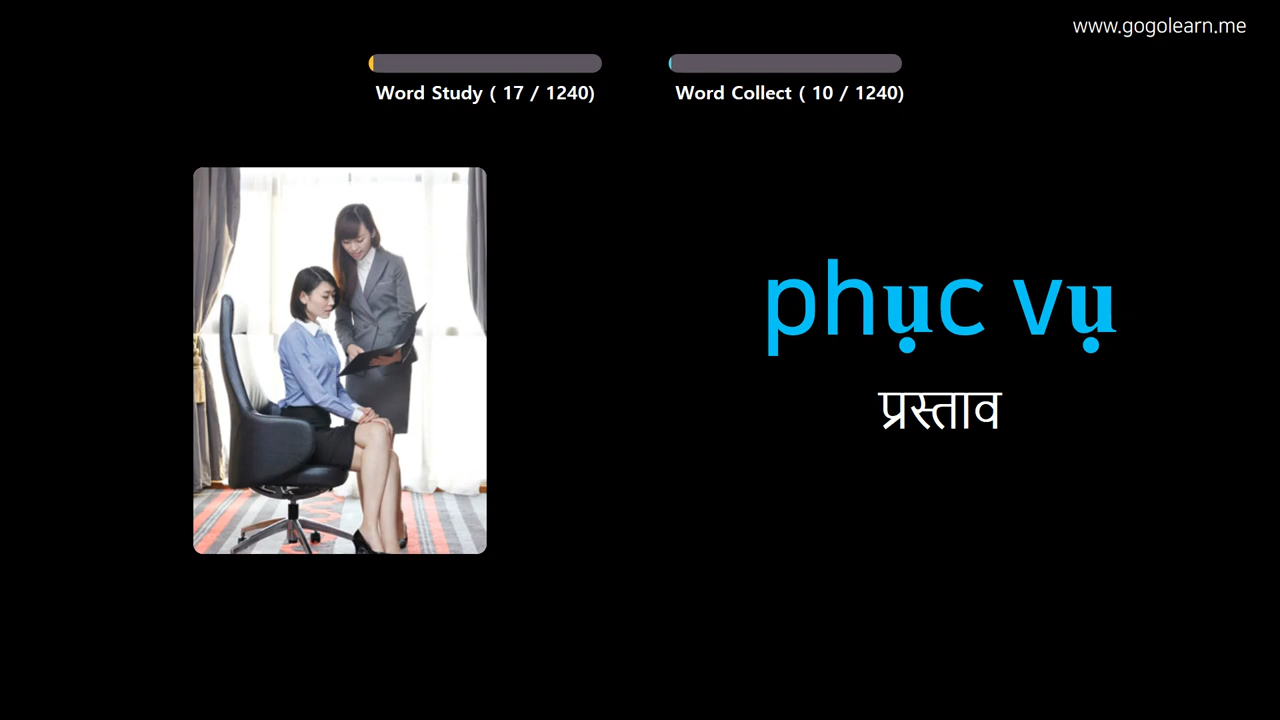 www.gogolearn.me
Word Study ( 17 / 1240)
Word Collect ( 10 / 1240)
phục vụ
प्रस्ताव